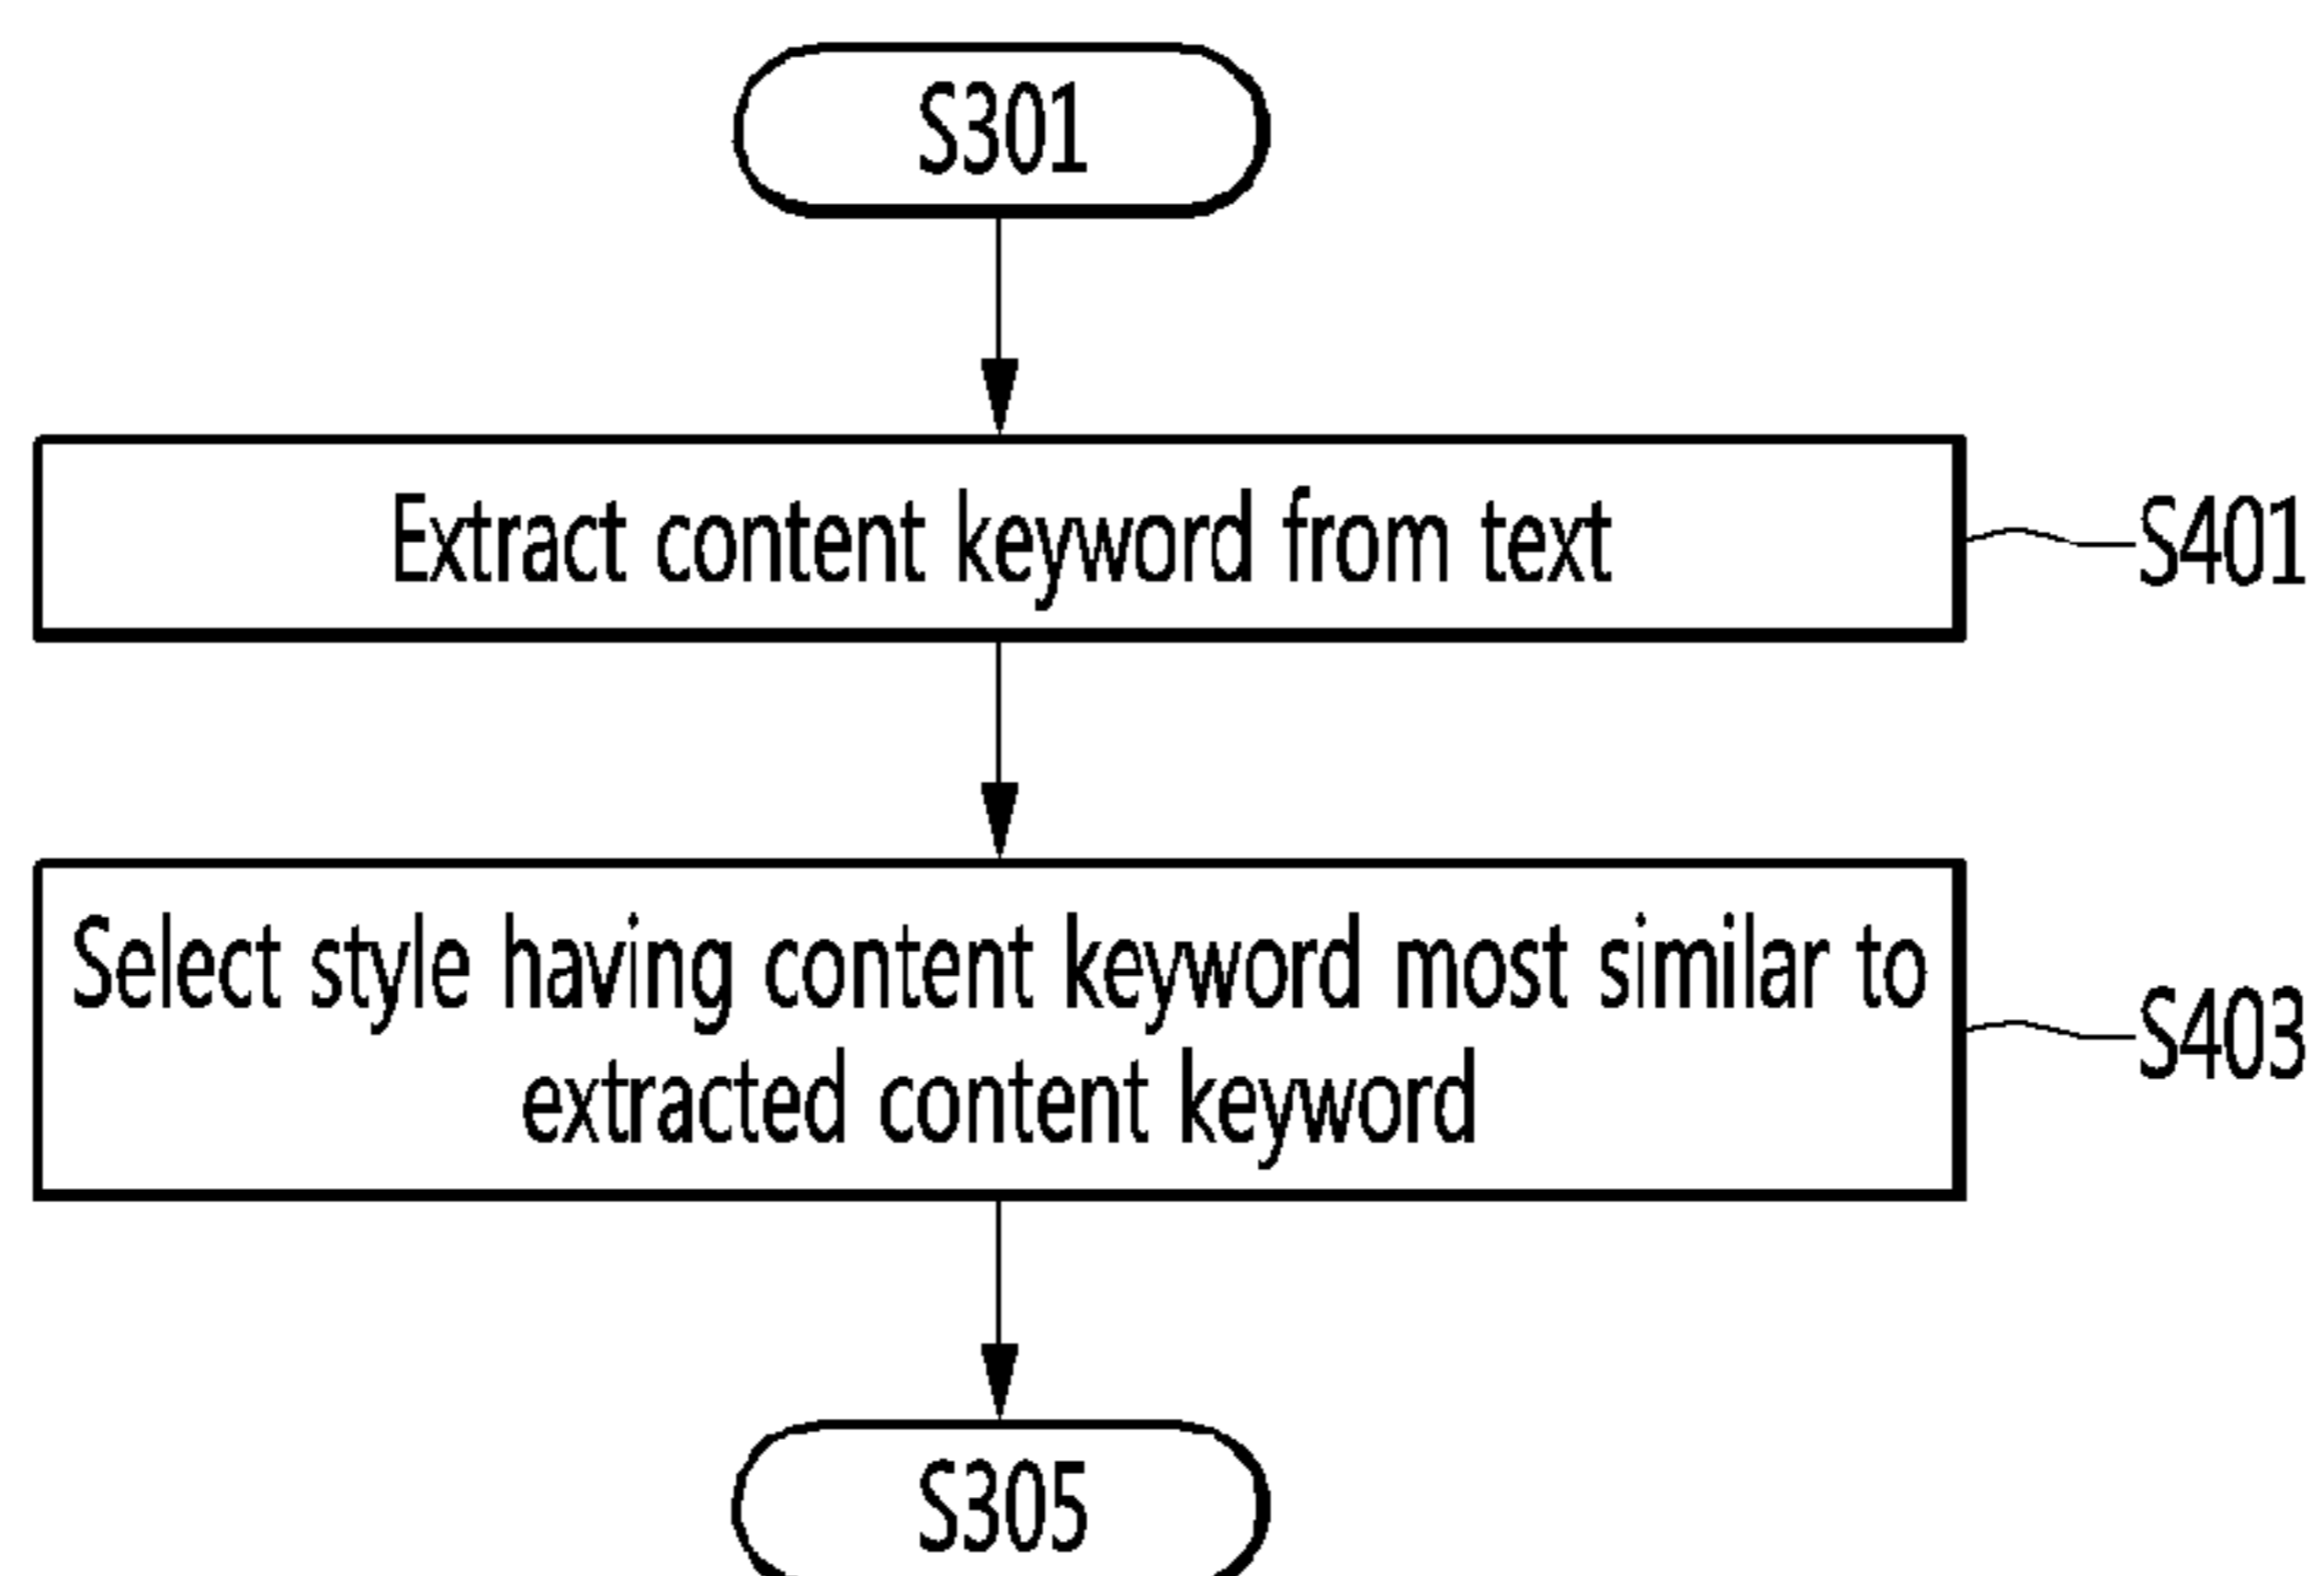 S301
Extract content keyword from text
S401
Select style having content keyword most similar to
extracted content keyword
S403
S305